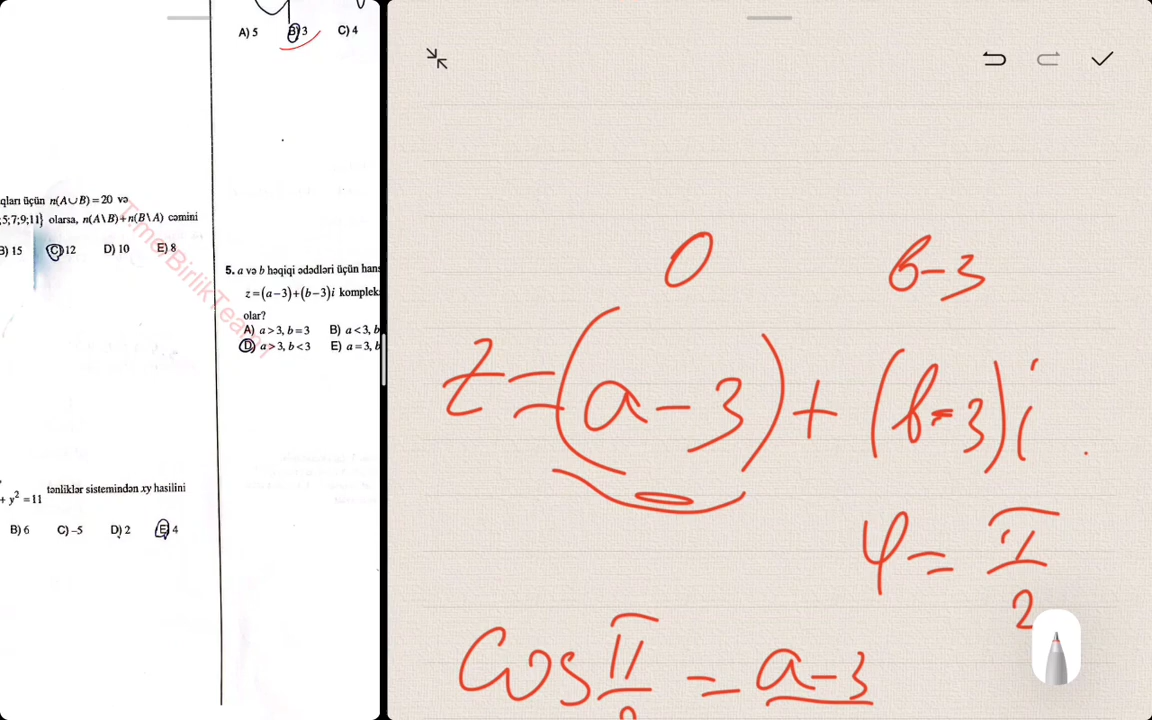 A) 5 B) 3 C) 4
qları üçün n(A∪B)=20 və
;5;7;9;11} olarsa, n(A\B)+n(B\A) cəmini
B) 15 C) 12 D) 10 E) 8
TimerBirlikTeam
5. a və b həqiqi ədədləri üçün hans
z=(a−3)+(b−3)i kompleks
olar?
A) a>3, b=3 B) a<3, b
D) a>3, b<3 E) a=3, b
+ y²=11 tənliklər sistemindən xy hasilini
B) 6 C) −5 D) 2 E) 4
0 b−3
z=(a−3)+(b−3)i
φ=π/2
cos π/2 = a−3